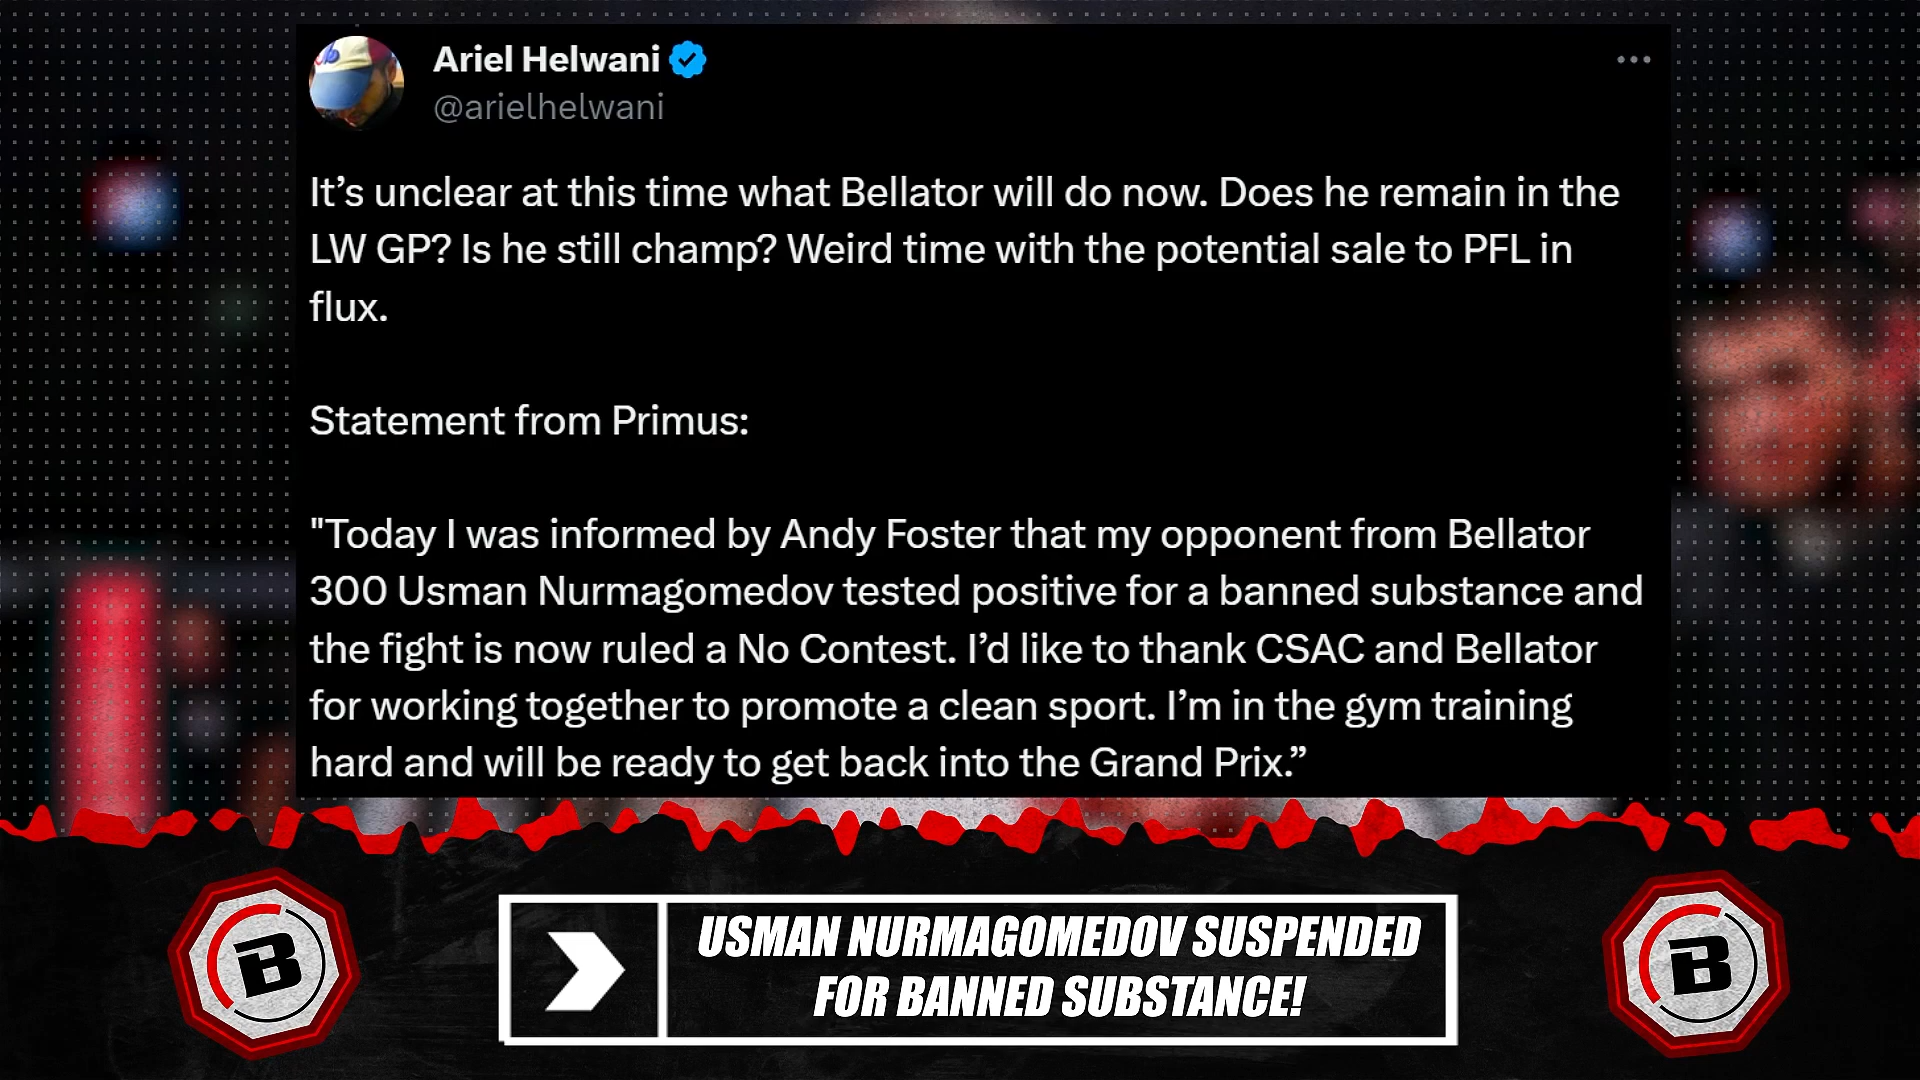 Ariel Helwani
@arielhelwani
It’s unclear at this time what Bellator will do now. Does he remain in the
LW GP? Is he still champ? Weird time with the potential sale to PFL in
flux.
Statement from Primus:
"Today I was informed by Andy Foster that my opponent from Bellator
300 Usman Nurmagomedov tested positive for a banned substance and
the fight is now ruled a No Contest. I’d like to thank CSAC and Bellator
for working together to promote a clean sport. I’m in the gym training
hard and will be ready to get back into the Grand Prix.”
B
USMAN NURMAGOMEDOV SUSPENDED
FOR BANNED SUBSTANCE!
B